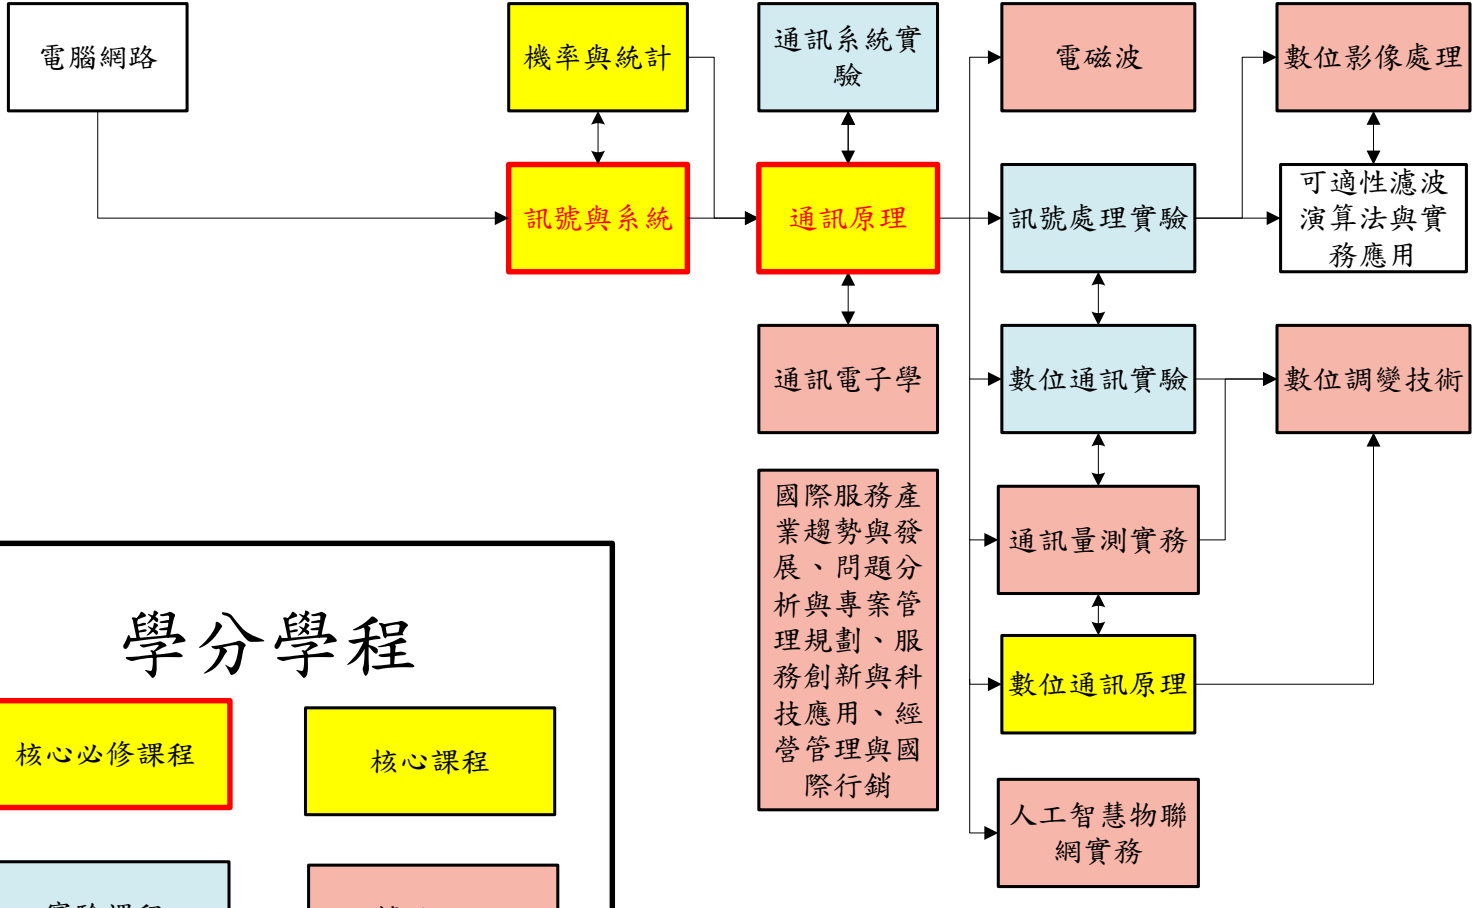 電腦網路
機率與統計
通訊系統實
驗
電磁波
數位影像處理
訊號與系統
通訊原理
訊號處理實驗
可適性濾波
演算法與實
務應用
通訊電子學
數位通訊實驗
數位調變技術
國際服務產
業趨勢與發
展、問題分
析與專案管
理規劃、服
務創新與科
技應用、經
營管理與國
際行銷
通訊量測實務
數位通訊原理
人工智慧物聯
網實務
學分學程
核心必修課程
核心課程
實驗課程